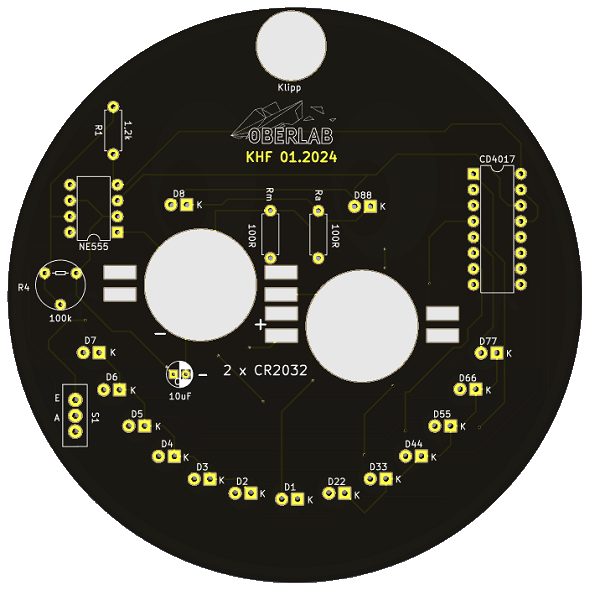 Klipp
OBERLAB
KHF 01.2024
R1
1.2k
CD4017
NE555
D8
K
Rm
Ra
D88
K
100R
100R
R4
100k
+
−
2 x CR2032
C
−
10uF
D7
K
D77
K
D6
K
D66
K
E
A
S1
D5
K
D55
K
D4
K
D44
K
D3
K
D33
K
D2
K
D1
K
D22
K